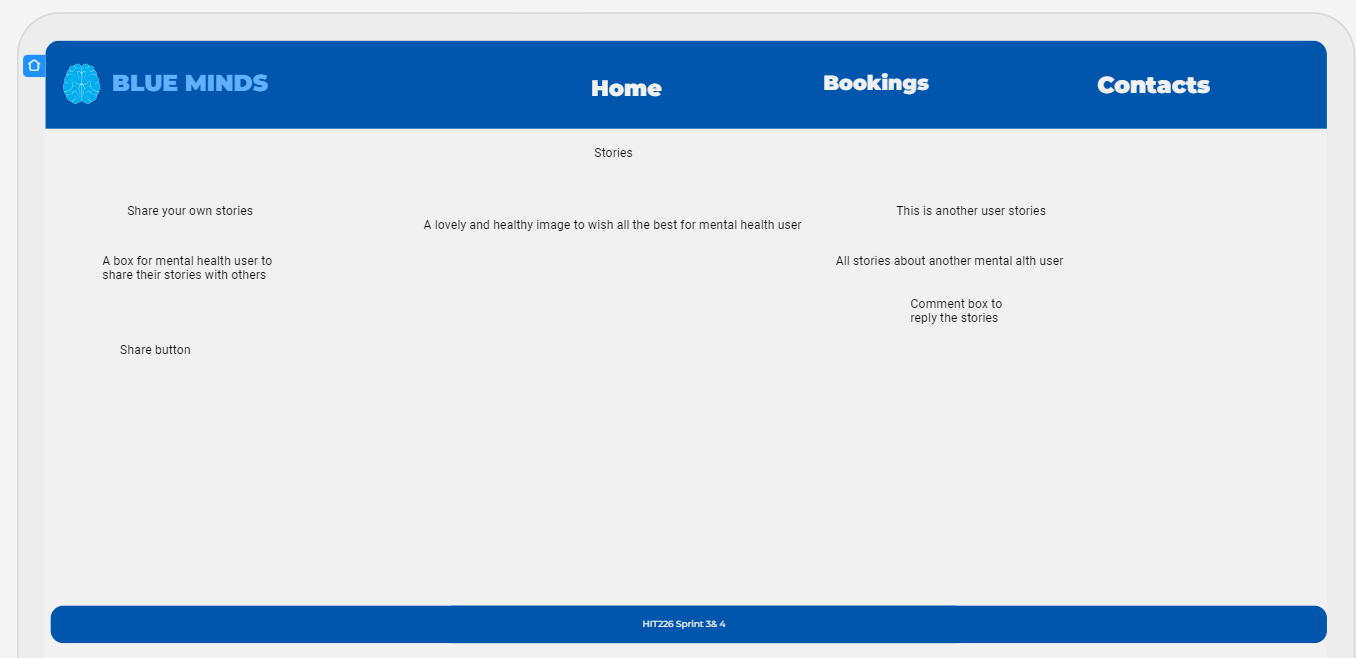 BLUE MINDS
Home
Bookings
Contacts
Stories
Share your own stories
A lovely and healthy image to wish all the best for mental health user
This is another user stories
A box for mental health user to
share their stories with others
All stories about another mental alth user
Comment box to
reply the stories
Share button
HIT226 Sprint 3& 4